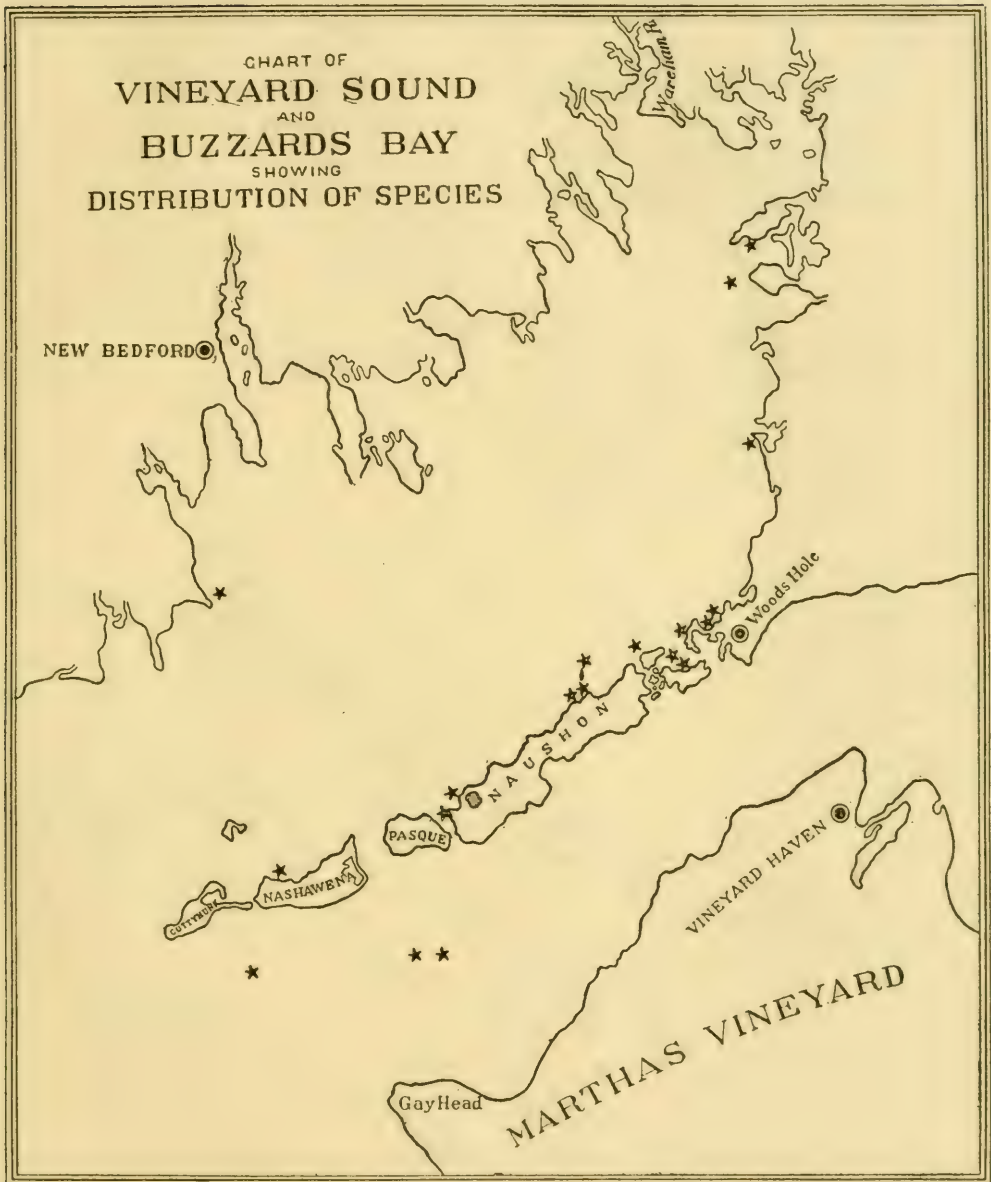 CHART OF
VINEYARD SOUND
AND
BUZZARDS BAY
SHOWING
DISTRIBUTION OF SPECIES
Wareham R.
NEW BEDFORD
Woods Hole
NAUSHON
PASQUE
NASHAWENA
CUTTYHUNK
VINEYARD HAVEN
MARTHAS VINEYARD
Gay Head